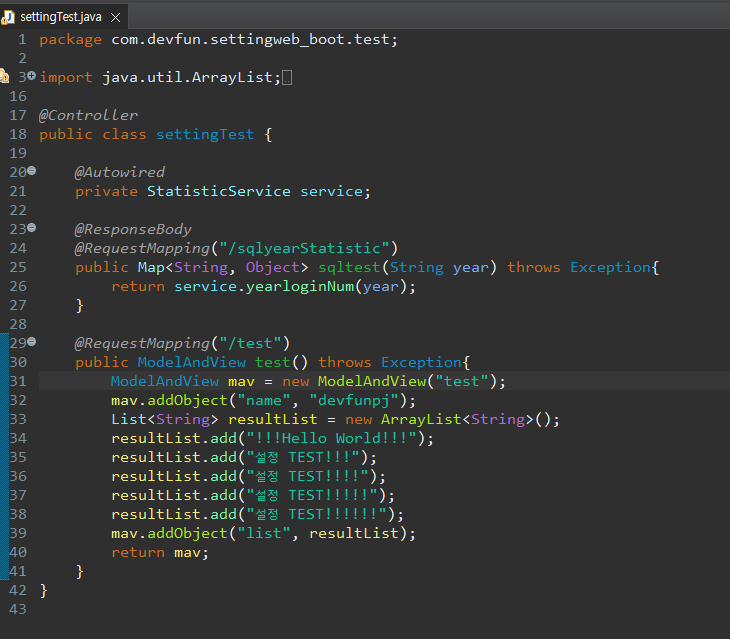 settingTest.java
1 package com.devfun.settingweb_boot.test;
2
3 import java.util.ArrayList;
16
17 @Controller
18 public class settingTest {
19
20     @Autowired
21     private StatisticService service;
22
23     @ResponseBody
24     @RequestMapping("/sqlyearStatistic")
25     public Map<String, Object> sqltest(String year) throws Exception{
26         return service.yearloginNum(year);
27     }
28
29     @RequestMapping("/test")
30     public ModelAndView test() throws Exception{
31         ModelAndView mav = new ModelAndView("test");
32         mav.addObject("name", "devfunpj");
33         List<String> resultList = new ArrayList<String>();
34         resultList.add("!!!Hello World!!!");
35         resultList.add("설정 TEST!!!");
36         resultList.add("설정 TEST!!!!");
37         resultList.add("설정 TEST!!!!!");
38         resultList.add("설정 TEST!!!!!!");
39         mav.addObject("list", resultList);
40         return mav;
41     }
42 }
43